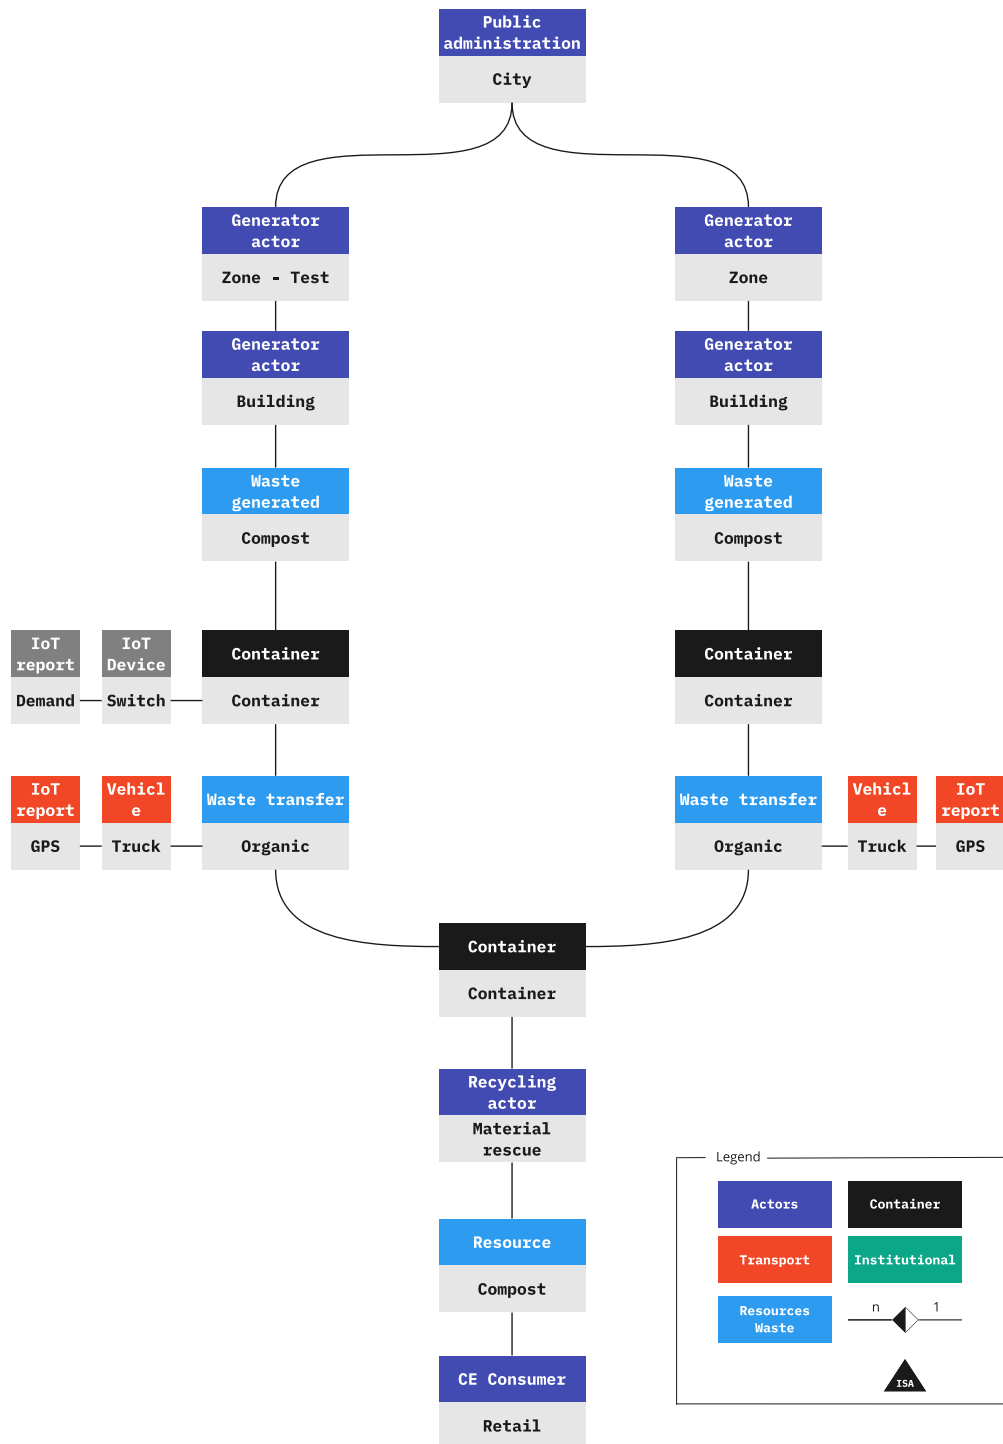 Public
administration
City
Generator
actor
Zone - Test
Generator
actor
Zone
Generator
actor
Building
Generator
actor
Building
Waste
generated
Compost
Waste
generated
Compost
IoT
report
Demand
IoT
Device
Switch
Container
Container
Container
Container
IoT
report
GPS
Vehicl
e
Truck
Waste transfer
Organic
Waste transfer
Organic
Vehicl
e
Truck
IoT
report
GPS
Container
Container
Recycling
actor
Material
rescue
Resource
Compost
CE Consumer
Retail
Legend
Actors
Container
Transport
Institutional
Resources
Waste
n
1
ISA